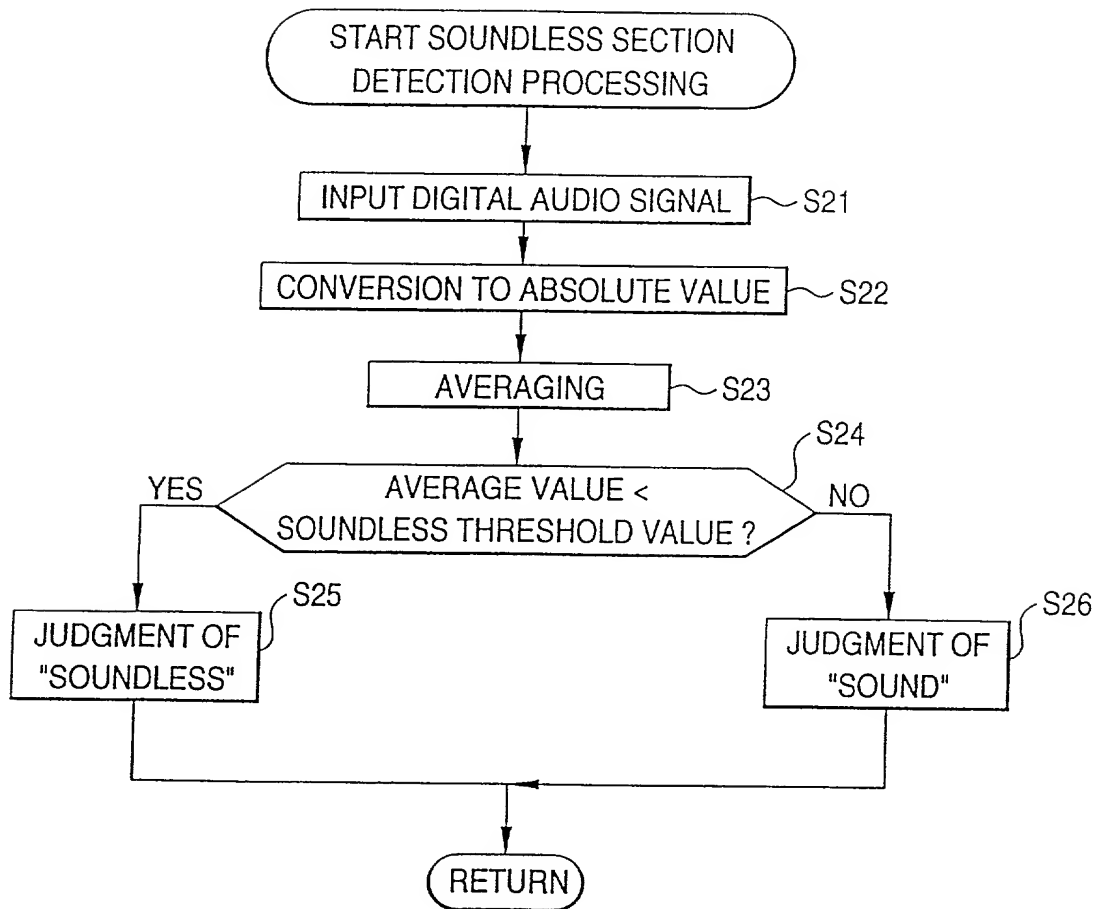 START SOUNDLESS SECTION
DETECTION PROCESSING
INPUT DIGITAL AUDIO SIGNAL
S21
CONVERSION TO ABSOLUTE VALUE
S22
AVERAGING
S23
S24
YES
AVERAGE VALUE <
SOUNDLESS THRESHOLD VALUE ?
NO
S25
JUDGMENT OF
"SOUNDLESS"
S26
JUDGMENT OF
"SOUND"
RETURN